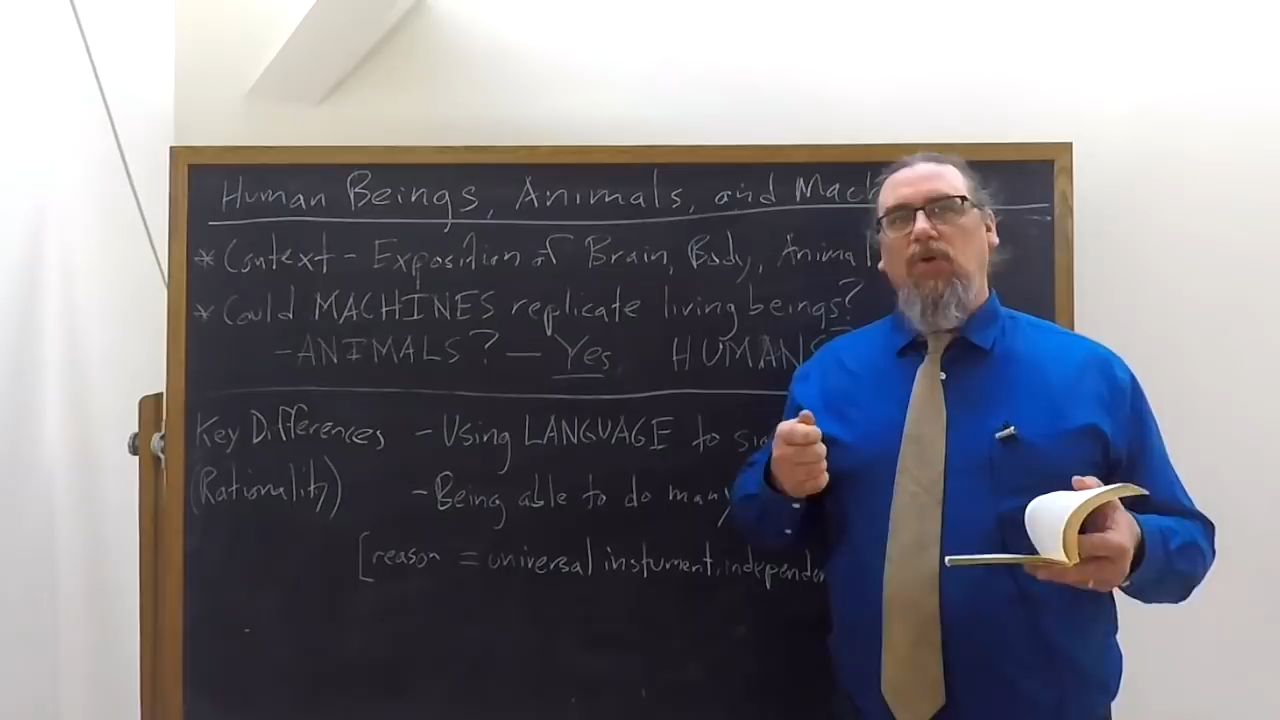 Human Beings, Animals, and Mach
* Context - Exposition of Brain, Body, Animal
* Could MACHINES replicate living beings?
- ANIMALS? - Yes HUMANS
Key Differences - Using LANGUAGE to si
(Rationality) - Being able to do many
[reason = universal instument, independen